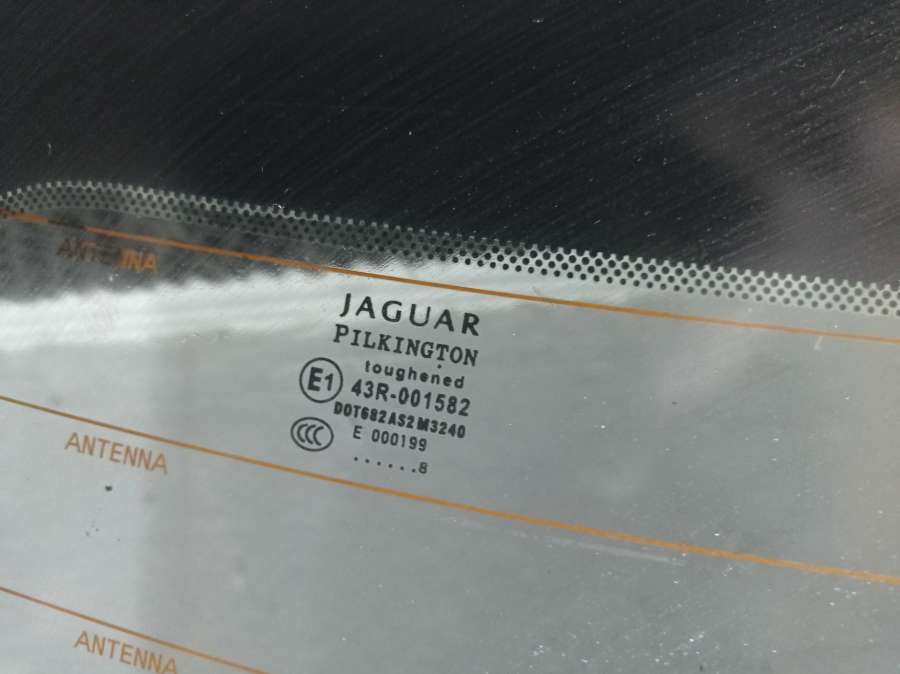 ANTENNA
JAGUAR
PILKINGTON
toughened
E1 43R-001582
DOT682AS2M3240
CCC E 000199
......8
ANTENNA
ANTENNA